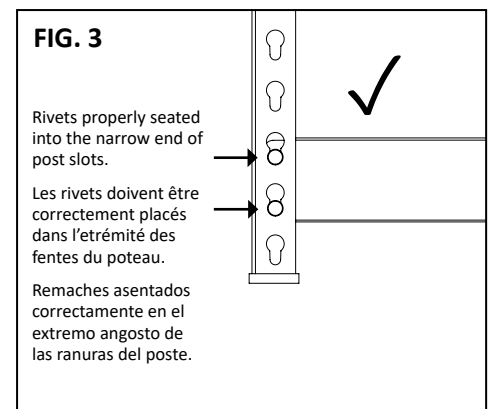 FIG. 3
Rivets properly seated
into the narrow end of
post slots.
Les rivets doivent être
correctement placés
dans l'etrémité des
fentes du poteau.
Remaches asentados
correctamente en el
extremo angosto de
las ranuras del poste.